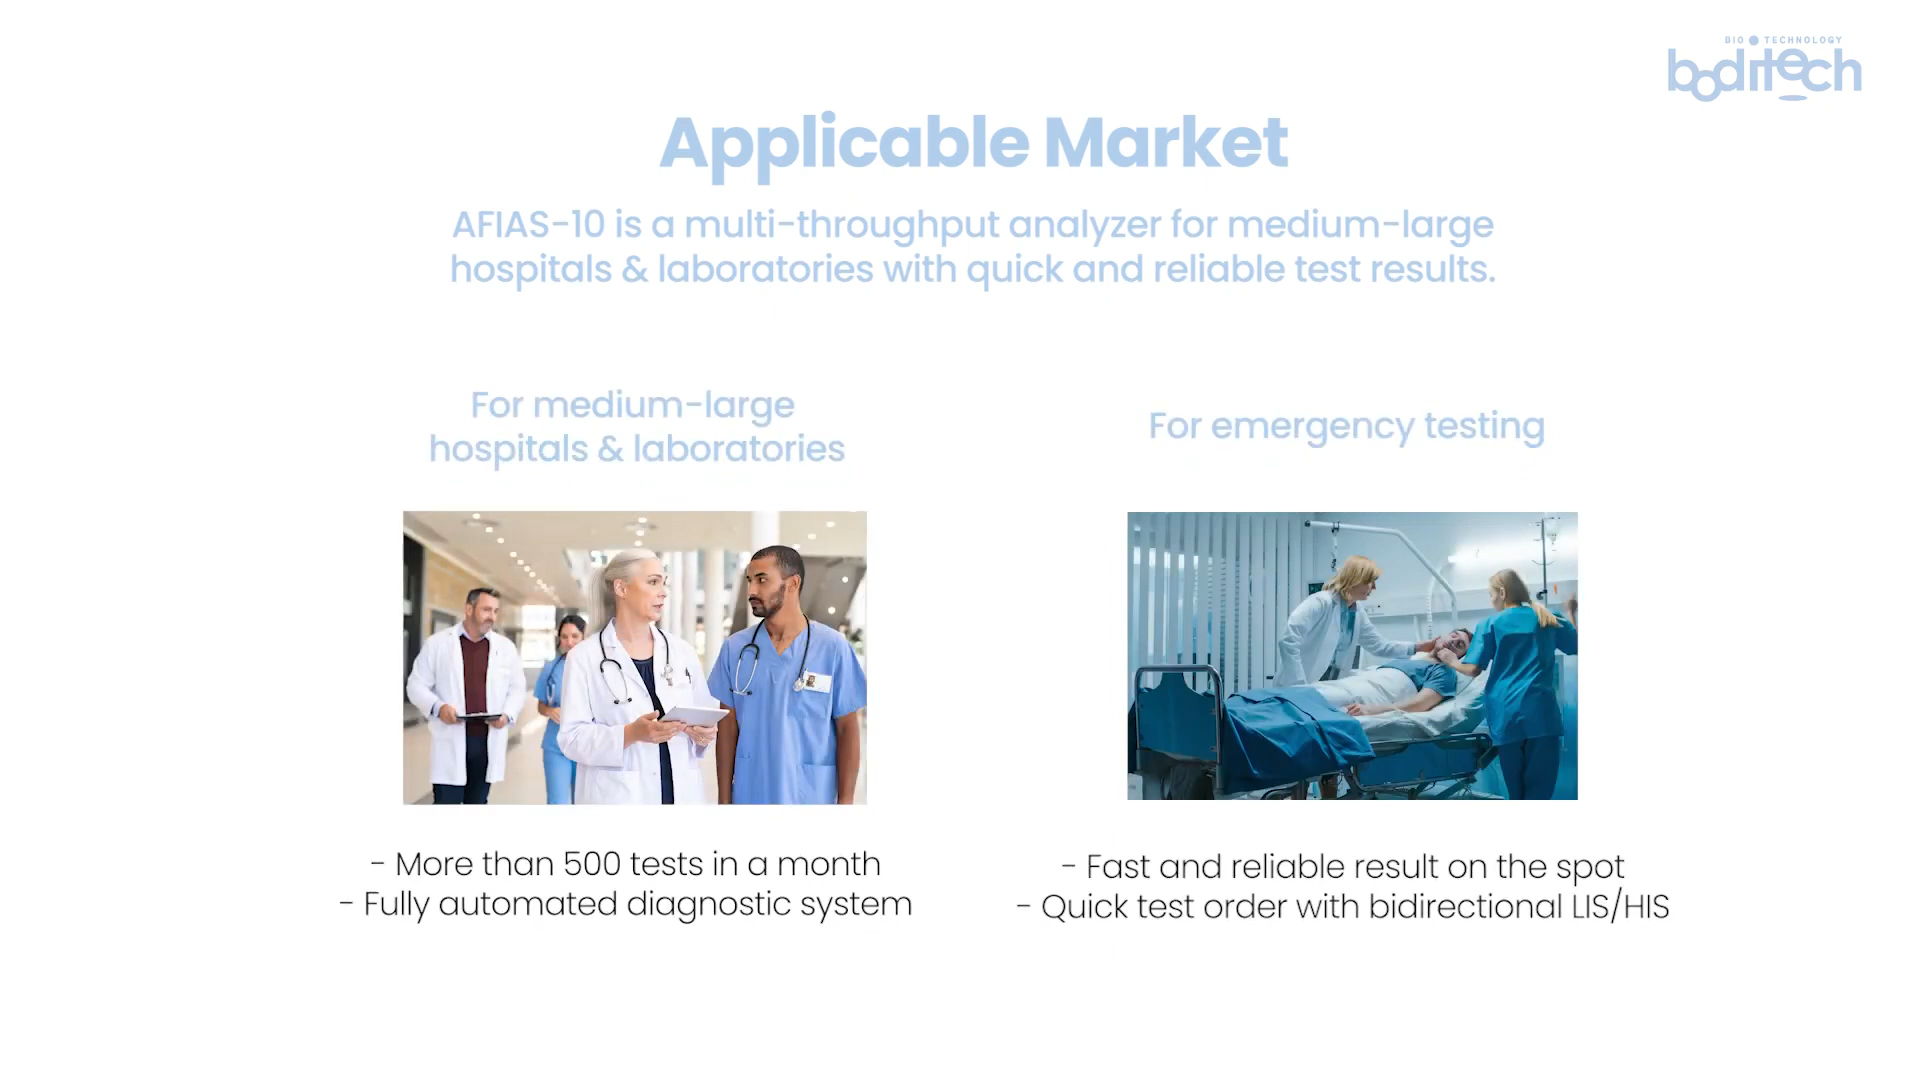 BIO TECHNOLOGY
boditech
Applicable Market
AFIAS-10 is a multi-throughput analyzer for medium-large
hospitals & laboratories with quick and reliable test results.
For medium-large
hospitals & laboratories
For emergency testing
- More than 500 tests in a month
- Fully automated diagnostic system
- Fast and reliable result on the spot
- Quick test order with bidirectional LIS/HIS